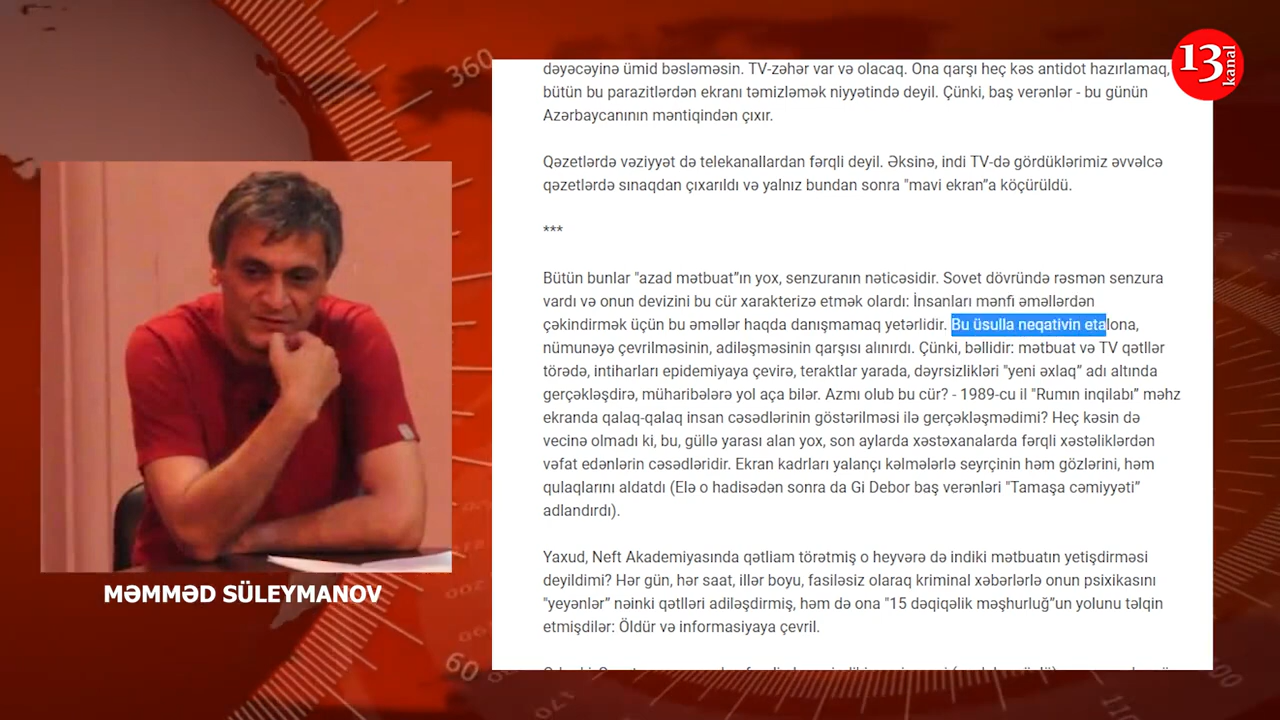 13
kanal
360
dəyəcəyinə ümid bəsləməsin. TV-zəhər var və olacaq. Ona qarşı heç kəs antidot hazırlamaq,
bütün bu parazitlərdən ekranı təmizləmək niyyətində deyil. Çünki, baş verənlər - bu günün
Azərbaycanının məntiqindən çıxır.
Qəzetlərdə vəziyyət də telekanallardan fərqli deyil. Əksinə, indi TV-də gördüklərimiz əvvəlcə
qəzetlərdə sınaqdan çıxarıldı və yalnız bundan sonra "mavi ekran”a köçürüldü.
***
Bütün bunlar "azad mətbuat”ın yox, senzuranın nəticəsidir. Sovet dövründə rəsmən senzura
vardı və onun devizini bu cür xarakterizə etmək olardı: İnsanları mənfi əməllərdən
çəkindirmək üçün bu əməllər haqda danışmamaq yetərlidir. Bu üsulla neqativin etalona,
nümunəyə çevrilməsinin, adiləşməsinin qarşısı alınırdı. Çünki, bəllidir: mətbuat və TV qətllər
törədə, intiharları epidemiyaya çevirə, teraktlar yarada, dəyərsizlikləri "yeni əxlaq” adı altında
gerçəkləşdirə, müharibələrə yol aça bilər. Azmı olub bu cür? - 1989-cu il "Rumın inqilabı” məhz
ekranda qalaq-qalaq insan cəsədlərinin göstərilməsi ilə gerçəkləşmədimi? Heç kəsin də
vecinə olmadı ki, bu, güllə yarası alan yox, son aylarda xəstəxanalarda fərqli xəstəliklərdən
vəfat edənlərin cəsədləridir. Ekran kadrları yalançı kəlmələrlə seyrçinin həm gözlərini, həm
qulaqlarını aldatdı (Elə o hadisədən sonra da Gi Debor baş verənləri "Tamaşa cəmiyyəti”
adlandırdı).
Yaxud, Neft Akademiyasında qətliam törətmiş o heyvərə də indiki mətbuatın yetişdirməsi
deyildimi? Hər gün, hər saat, illər boyu, fasiləsiz olaraq kriminal xəbərlərlə onun psixikasını
"yeyənlər” nəinki qətlləri adiləşdirmiş, həm də ona "15 dəqiqəlik məşhurluğ”un yolunu təlqin
etmişdilər: Öldür və informasiyaya çevril.
MƏMMƏD SÜLEYMANOV
60